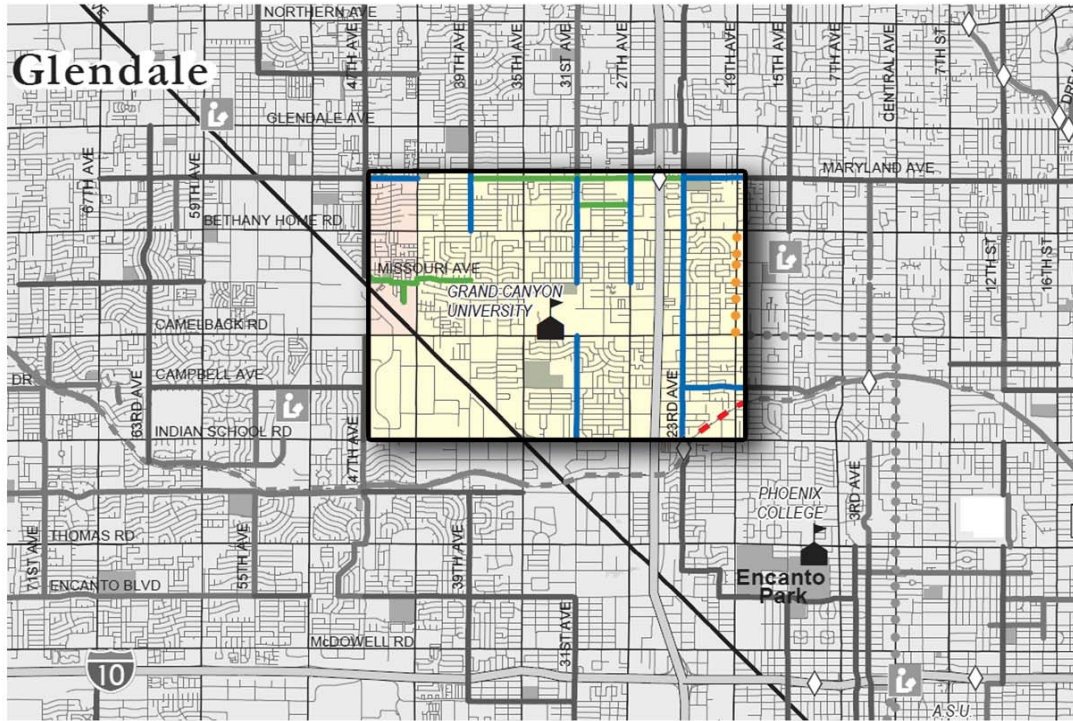 NORTHERN AVE
Glendale
47TH AVE
39TH AVE
35TH AVE
31ST AVE
27TH AVE
19TH AVE
15TH AVE
7TH AVE
CENTRAL AVE
7TH ST
GLENDALE AVE
67TH AVE
59TH AVE
MARYLAND AVE
BETHANY HOME RD
12TH ST
16TH ST
MISSOURI AVE
GRAND CANYON
UNIVERSITY
CAMELBACK RD
DR
63RD AVE
CAMPBELL AVE
INDIAN SCHOOL RD
47TH AVE
23RD AVE
PHOENIX
COLLEGE
3RD AVE
71ST AVE
THOMAS RD
55TH AVE
39TH AVE
ENCANTO BLVD
Encanto
Park
McDOWELL RD
31ST AVE
10
A S U